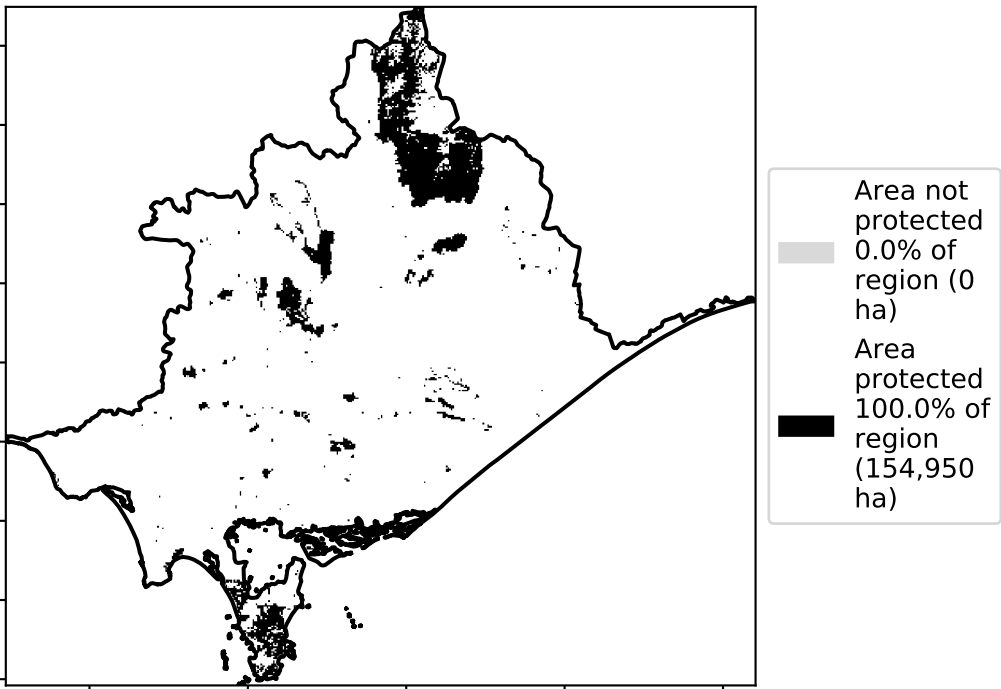 Area not
protected
0.0% of
region (0
ha)
Area
protected
100.0% of
region
(154,950
ha)